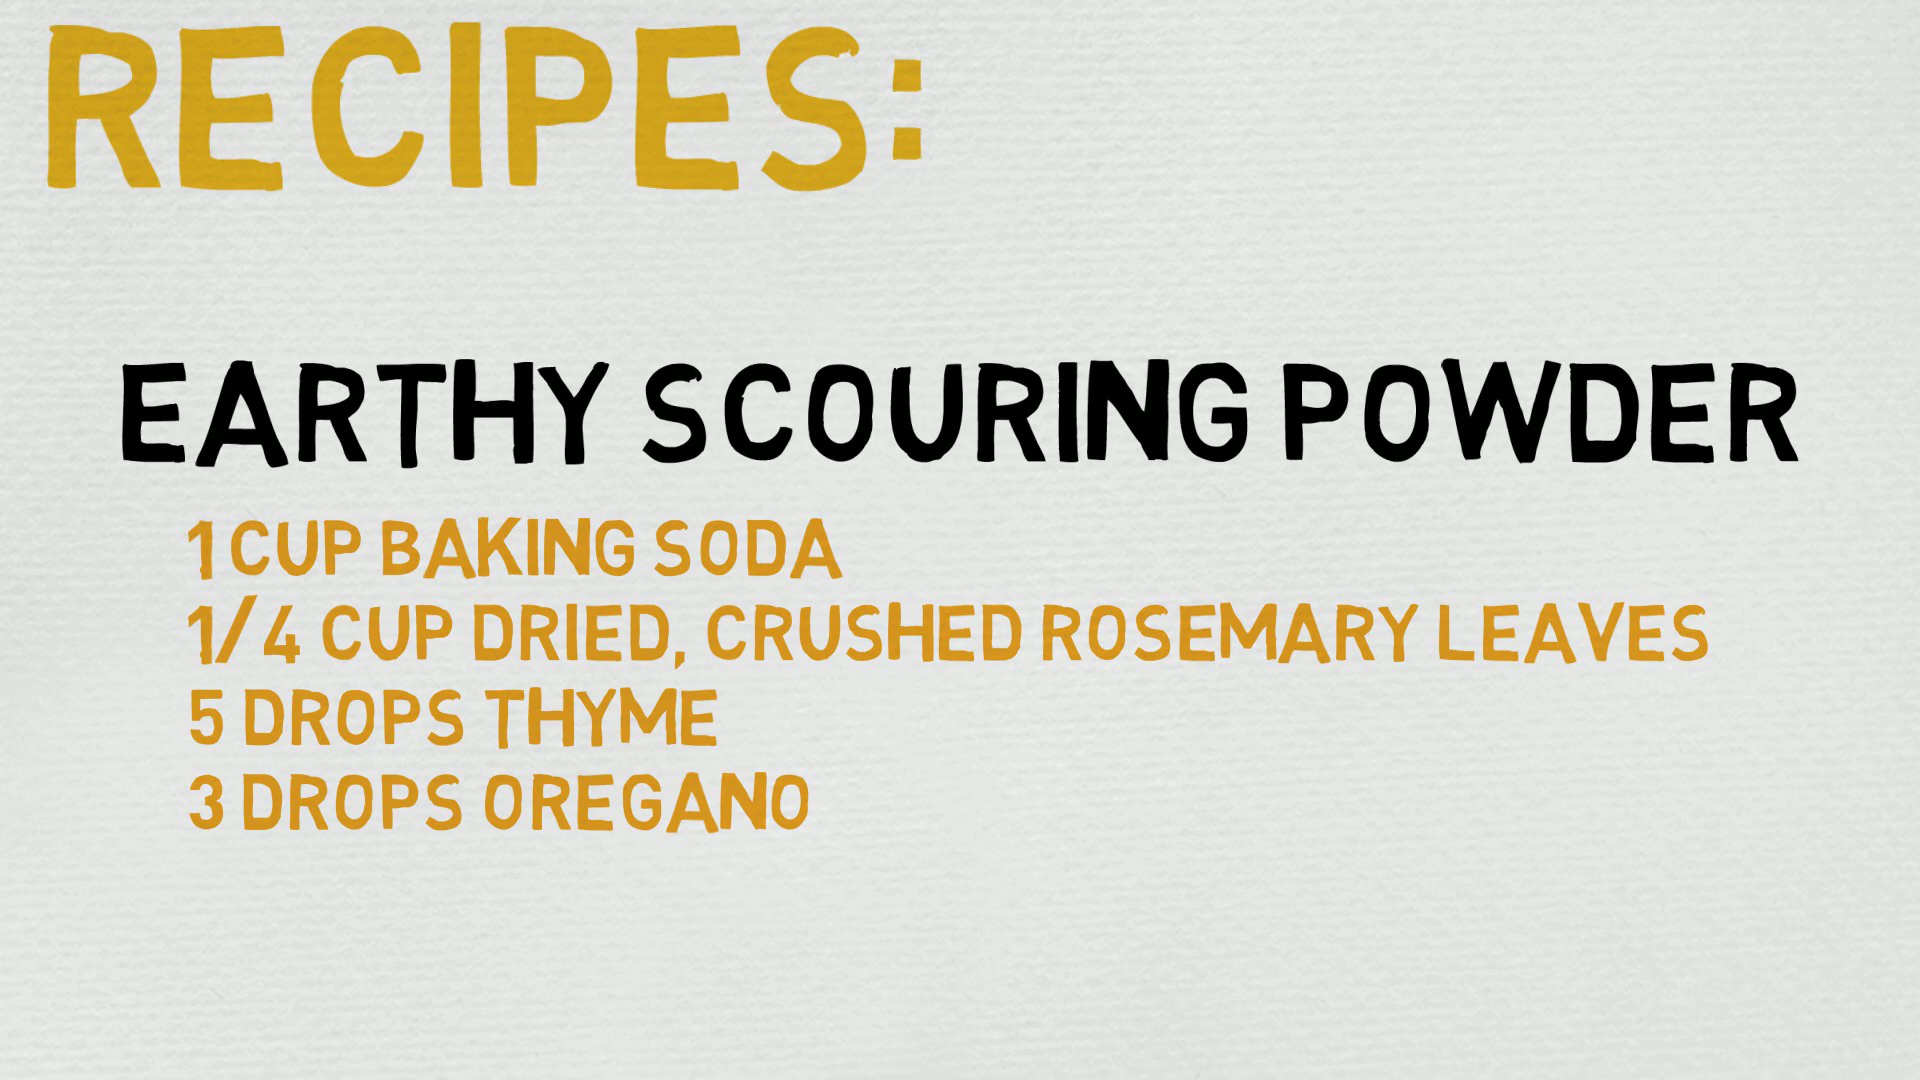 RECIPES:
EARTHY SCOURING POWDER
1 CUP BAKING SODA
1/4 CUP DRIED, CRUSHED ROSEMARY LEAVES
5 DROPS THYME
3 DROPS OREGANO